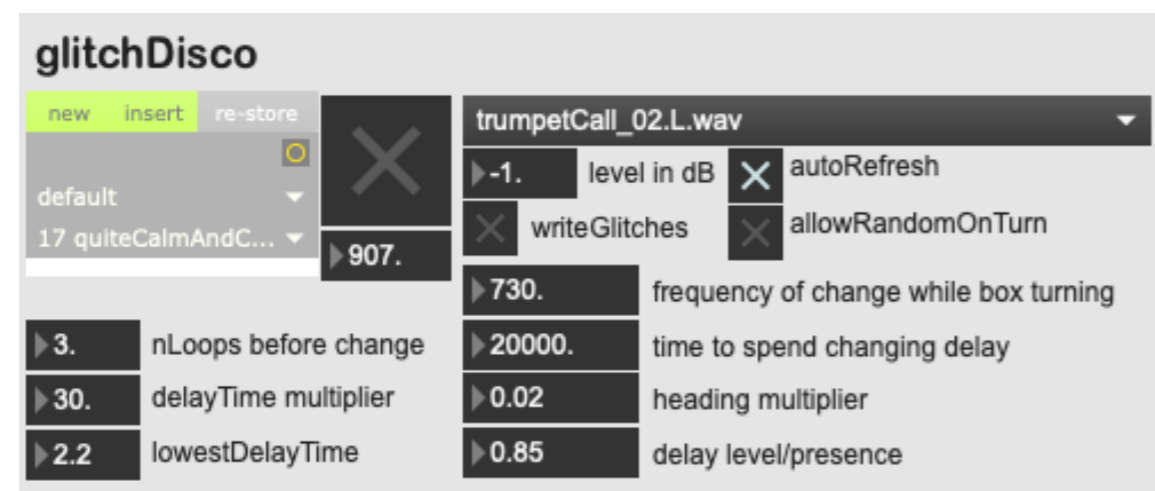 glitchDisco
new insert re-store
default
17 quiteCalmAndC...
907.
trumpetCall_02.L.wav
-1. level in dB autoRefresh
writeGlitches allowRandomOnTurn
730. frequency of change while box turning
3. nLoops before change
20000. time to spend changing delay
30. delayTime multiplier
0.02 heading multiplier
2.2 lowestDelayTime
0.85 delay level/presence